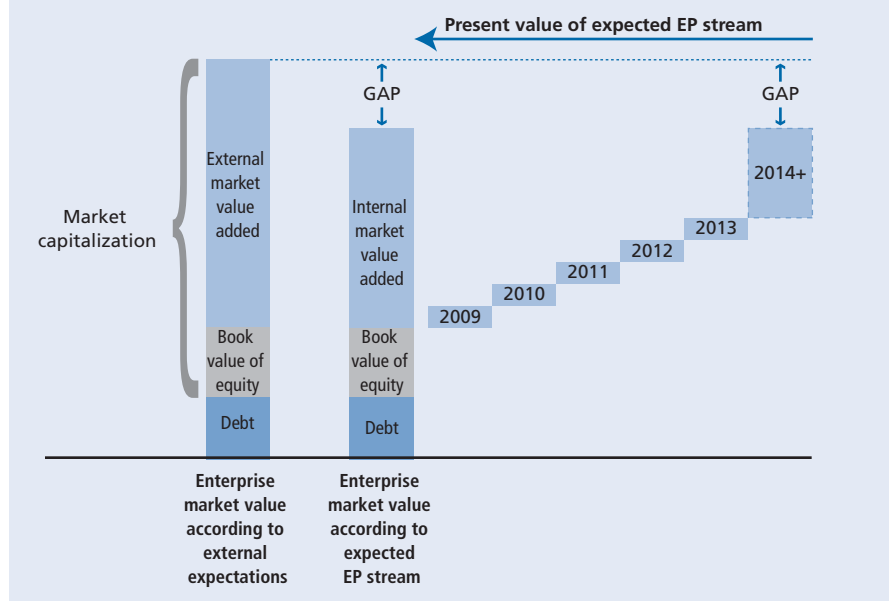 Present value of expected EP stream
GAP
GAP
External
market
value
added
Internal
market
value
added
Market
capitalization
2014+
2013
2012
2011
2010
2009
Book
value of
equity
Book
value of
equity
Debt
Debt
Enterprise
market value
according to
external
expectations
Enterprise
market value
according to
expected
EP stream